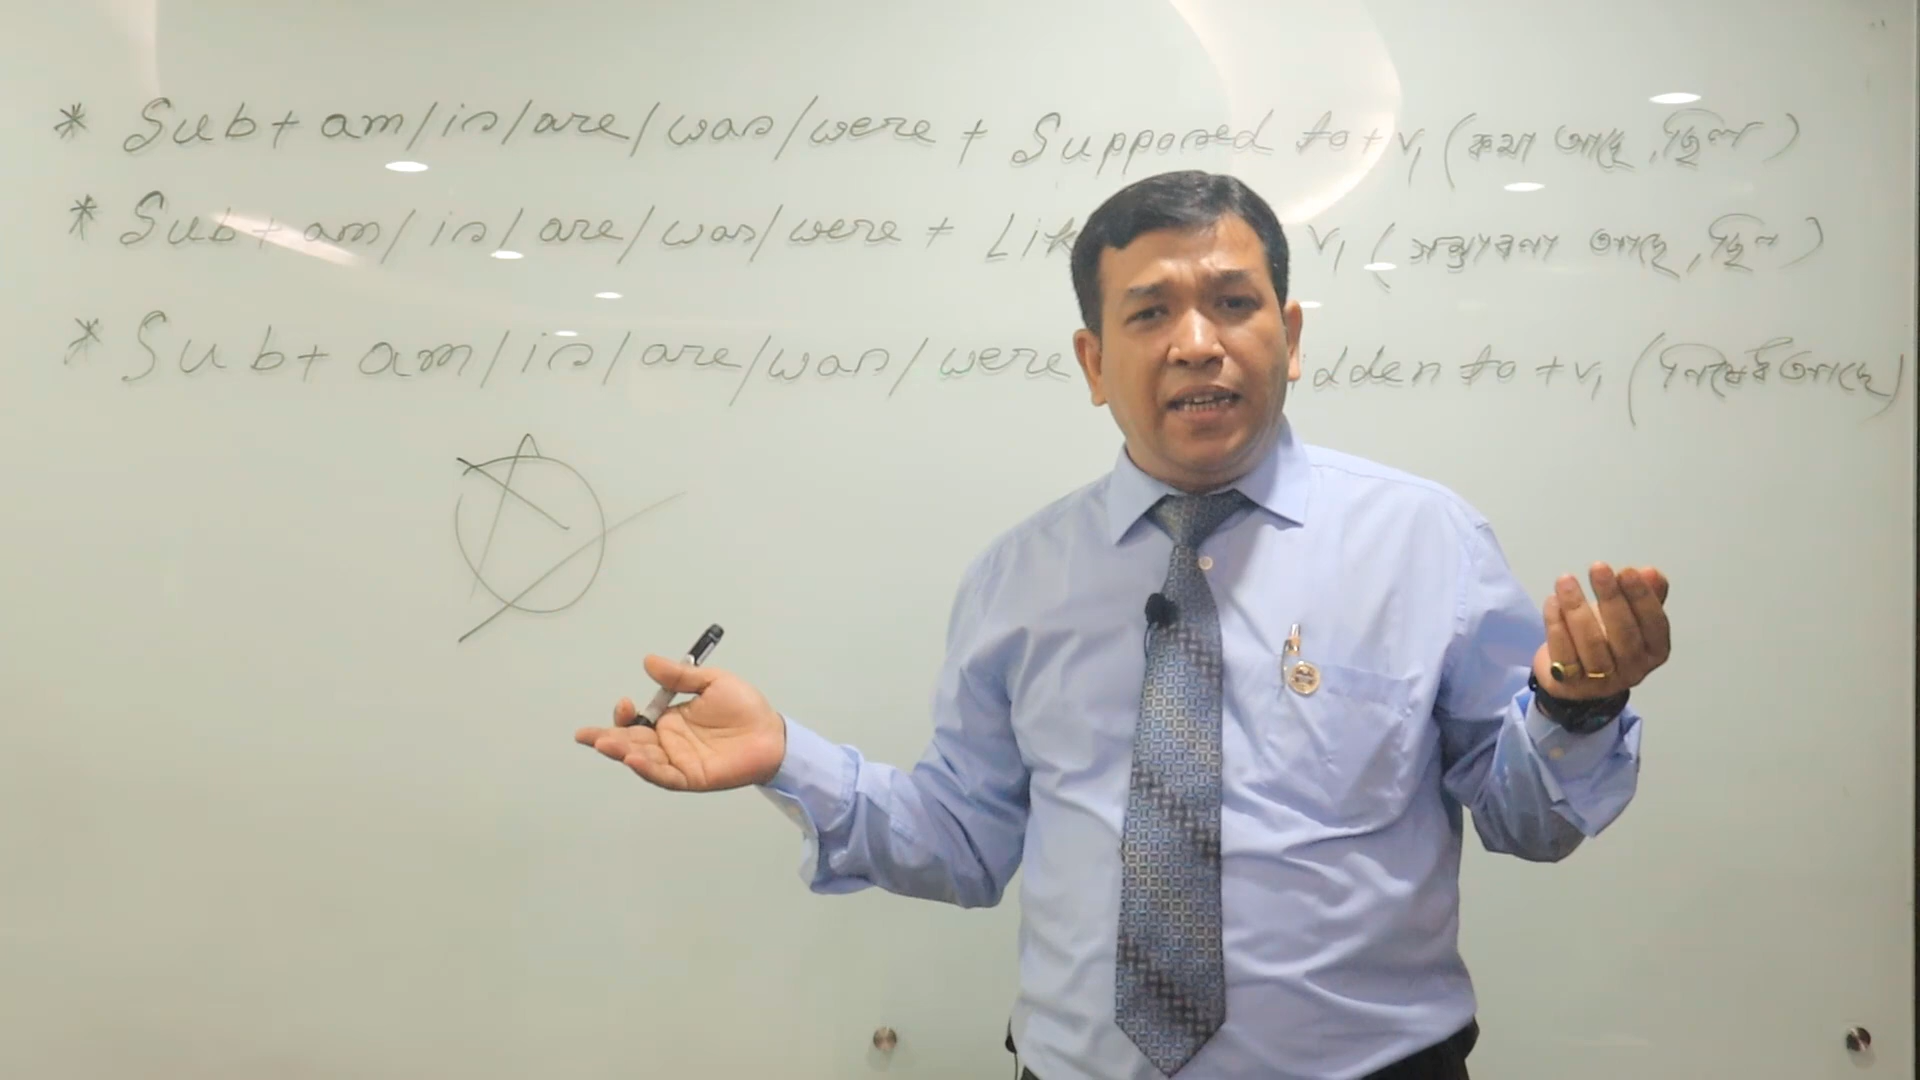 * Sub + am/is/are/was/were + Supposed to + v₁ (কথা আছে, ছিল)
* Sub + am/is/are/was/were + Lik v₁ (সম্ভাবনা আছে, ছিল)
* Sub + am/is/are/was/were dden to + v₁ (নিষেধ আছে)